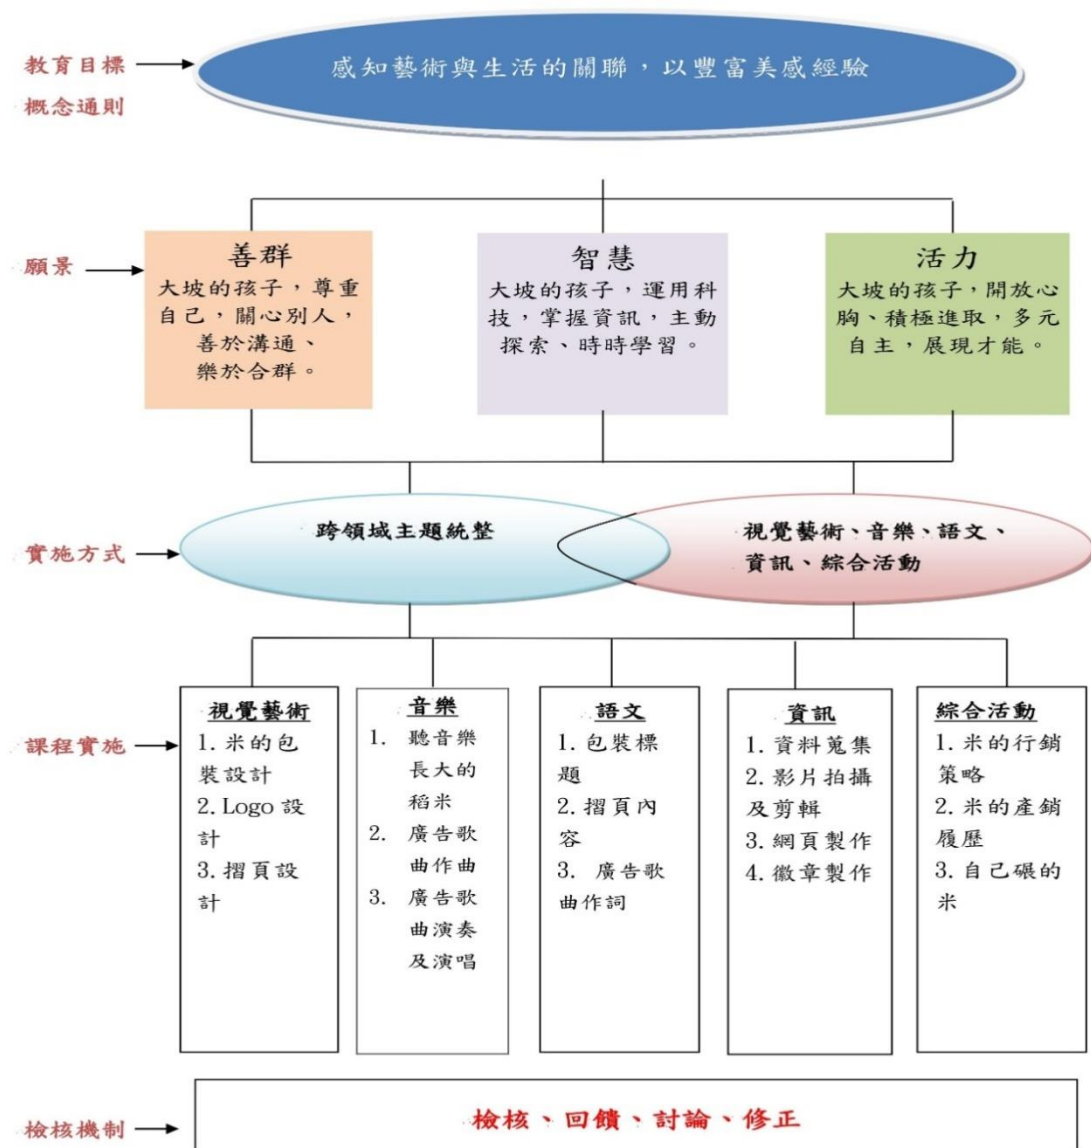 教育目標
概念通則
感知藝術與生活的關聯，以豐富美感經驗
願景
善群
大坡的孩子，尊重
自己，關心別人，
善於溝通、
樂於合群。
智慧
大坡的孩子，運用科
技，掌握資訊，主動
探索、時時學習。
活力
大坡的孩子，開放心
胸、積極進取，多元
自主，展現才能。
實施方式
跨領域主題統整
視覺藝術、音樂、語文、
資訊、綜合活動
課程實施
視覺藝術
1. 米的包
裝設計
2. Logo 設
計
3. 摺頁設
計
音樂
1. 聽音樂
長大的
稻米
2. 廣告歌
曲作曲
3. 廣告歌
曲演奏
及演唱
語文
1. 包裝標
題
2. 摺頁內
容
3. 廣告歌
曲作詞
資訊
1. 資料蒐集
2. 影片拍攝
及剪輯
3. 網頁製作
4. 徽章製作
綜合活動
1. 米的行銷
策略
2. 米的產銷
履歷
3. 自己碾的
米
檢核機制
檢核、回饋、討論、修正